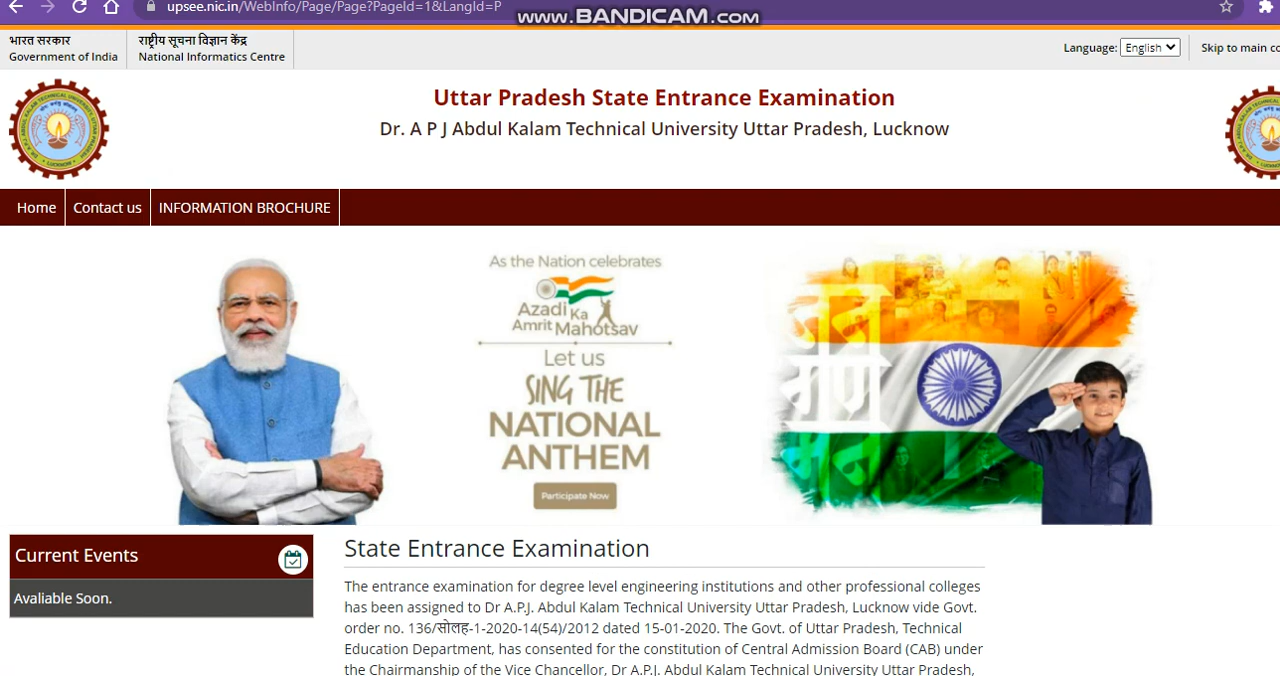 upsee.nic.in/WebInfo/Page/Page?PageId=1&LangId=P
www.BANDICAM.com
भारत सरकार
Government of India
राष्ट्रीय सूचना विज्ञान केंद्र
National Informatics Centre
Language: English
Skip to main co
Uttar Pradesh State Entrance Examination
Dr. A P J Abdul Kalam Technical University Uttar Pradesh, Lucknow
Home
Contact us
INFORMATION BROCHURE
As the Nation celebrates
Azadi Ka
Amrit Mahotsav
Let us
SING THE
NATIONAL
ANTHEM
Participate Now
जन
गण
मन
Current Events
Avaliable Soon.
State Entrance Examination
The entrance examination for degree level engineering institutions and other professional colleges
has been assigned to Dr A.P.J. Abdul Kalam Technical University Uttar Pradesh, Lucknow vide Govt.
order no. 136/सोलह-1-2020-14(54)/2012 dated 15-01-2020. The Govt. of Uttar Pradesh, Technical
Education Department, has consented for the constitution of Central Admission Board (CAB) under
the Chairmanship of the Vice Chancellor, Dr A.P.J. Abdul Kalam Technical University Uttar Pradesh,